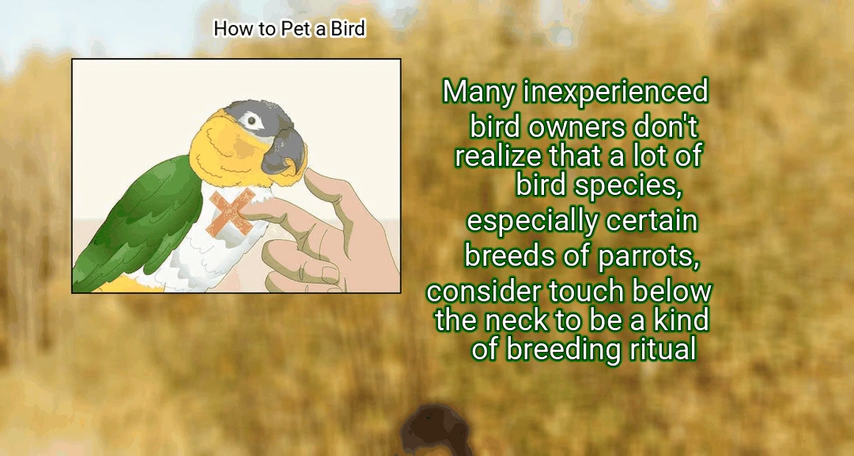 How to Pet a Bird
Many inexperienced
bird owners don't
realize that a lot of
bird species,
especially certain
breeds of parrots,
consider touch below
the neck to be a kind
of breeding ritual